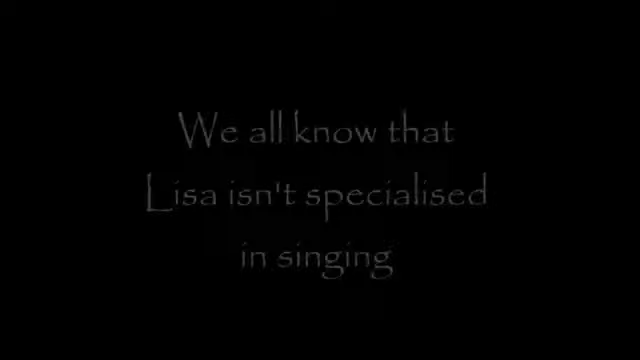 We all know that
Lisa isn't specialised
in singing